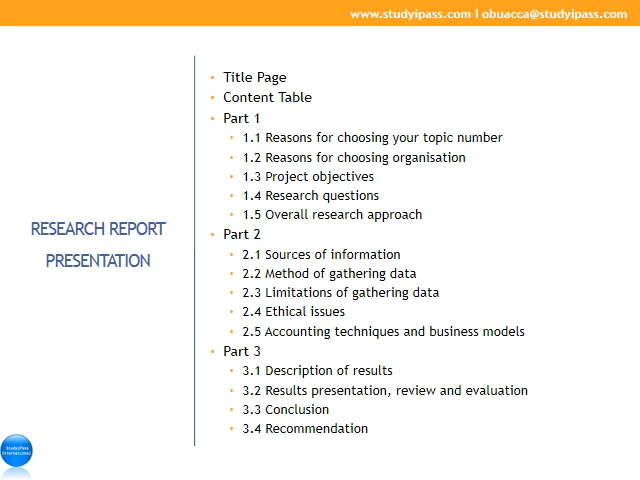 www.studyipass.com I obuacca@studyipass.com
RESEARCH REPORT
PRESENTATION
• Title Page
• Content Table
• Part 1
• 1.1 Reasons for choosing your topic number
• 1.2 Reasons for choosing organisation
• 1.3 Project objectives
• 1.4 Research questions
• 1.5 Overall research approach
• Part 2
• 2.1 Sources of information
• 2.2 Method of gathering data
• 2.3 Limitations of gathering data
• 2.4 Ethical issues
• 2.5 Accounting techniques and business models
• Part 3
• 3.1 Description of results
• 3.2 Results presentation, review and evaluation
• 3.3 Conclusion
• 3.4 Recommendation
StudyiPass
International